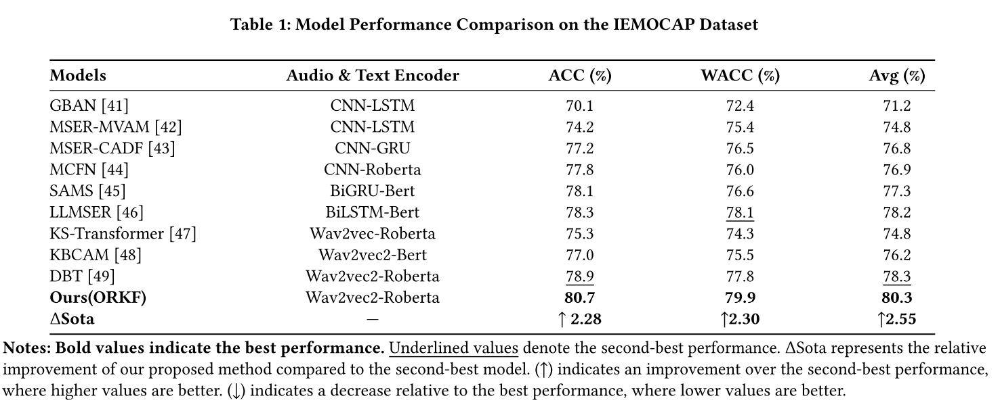 Table 1: Model Performance Comparison on the IEMOCAP Dataset
Models Audio & Text Encoder ACC (%) WACC (%) Avg (%)
GBAN [41] CNN-LSTM 70.1 72.4 71.2
MSER-MVAM [42] CNN-LSTM 74.2 75.4 74.8
MSER-CADF [43] CNN-GRU 77.2 76.5 76.8
MCFN [44] CNN-Roberta 77.8 76.0 76.9
SAMS [45] BiGRU-Bert 78.1 76.6 77.3
LLMSER [46] BiLSTM-Bert 78.3 78.1 78.2
KS-Transformer [47] Wav2vec-Roberta 75.3 74.3 74.8
KBCAM [48] Wav2vec2-Bert 77.0 75.5 76.2
DBT [49] Wav2vec2-Roberta 78.9 77.8 78.3
Ours(ORKF) Wav2vec2-Roberta 80.7 79.9 80.3
ΔSota — ↑ 2.28 ↑2.30 ↑2.55
Notes: Bold values indicate the best performance. Underlined values denote the second-best performance. ΔSota represents the relative
improvement of our proposed method compared to the second-best model. (↑) indicates an improvement over the second-best performance,
where higher values are better. (↓) indicates a decrease relative to the best performance, where lower values are better.